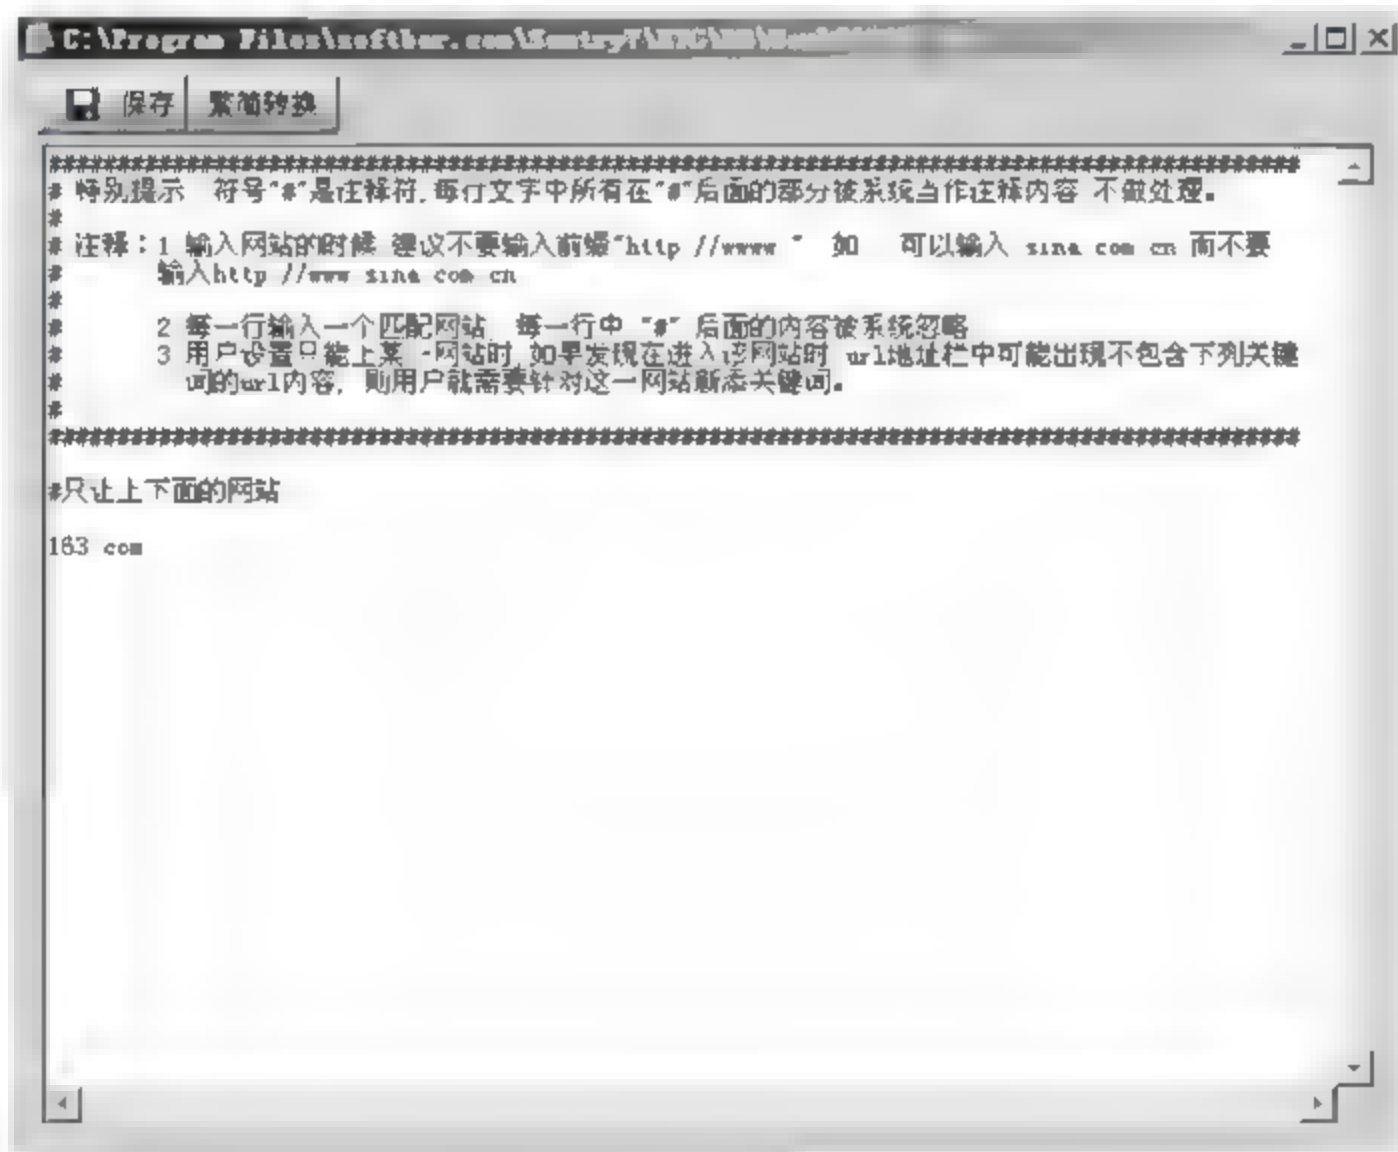 C:\Program Files\softbar.com\SentryT\
保存 繁简转换
##########################################################################################
# 特别提示 符号"#"是注释符,每行文字中所有在"#"后面的部分被系统当作注释内容 不做处理。
#
# 注释：1 输入网站的时候 建议不要输入前缀"http //www " 如 可以输入 sina com cn 而不要
# 输入http //www sina com cn
#
# 2 每一行输入一个匹配网站 每一行中 "#" 后面的内容被系统忽略
# 3 用户设置只能上某一网站时 如果发现在进入该网站时 url地址栏中可能出现不包含下列关键
# 词的url内容, 则用户就需要针对这一网站新添关键词。
#
##########################################################################################
#只让上下面的网站
163 com